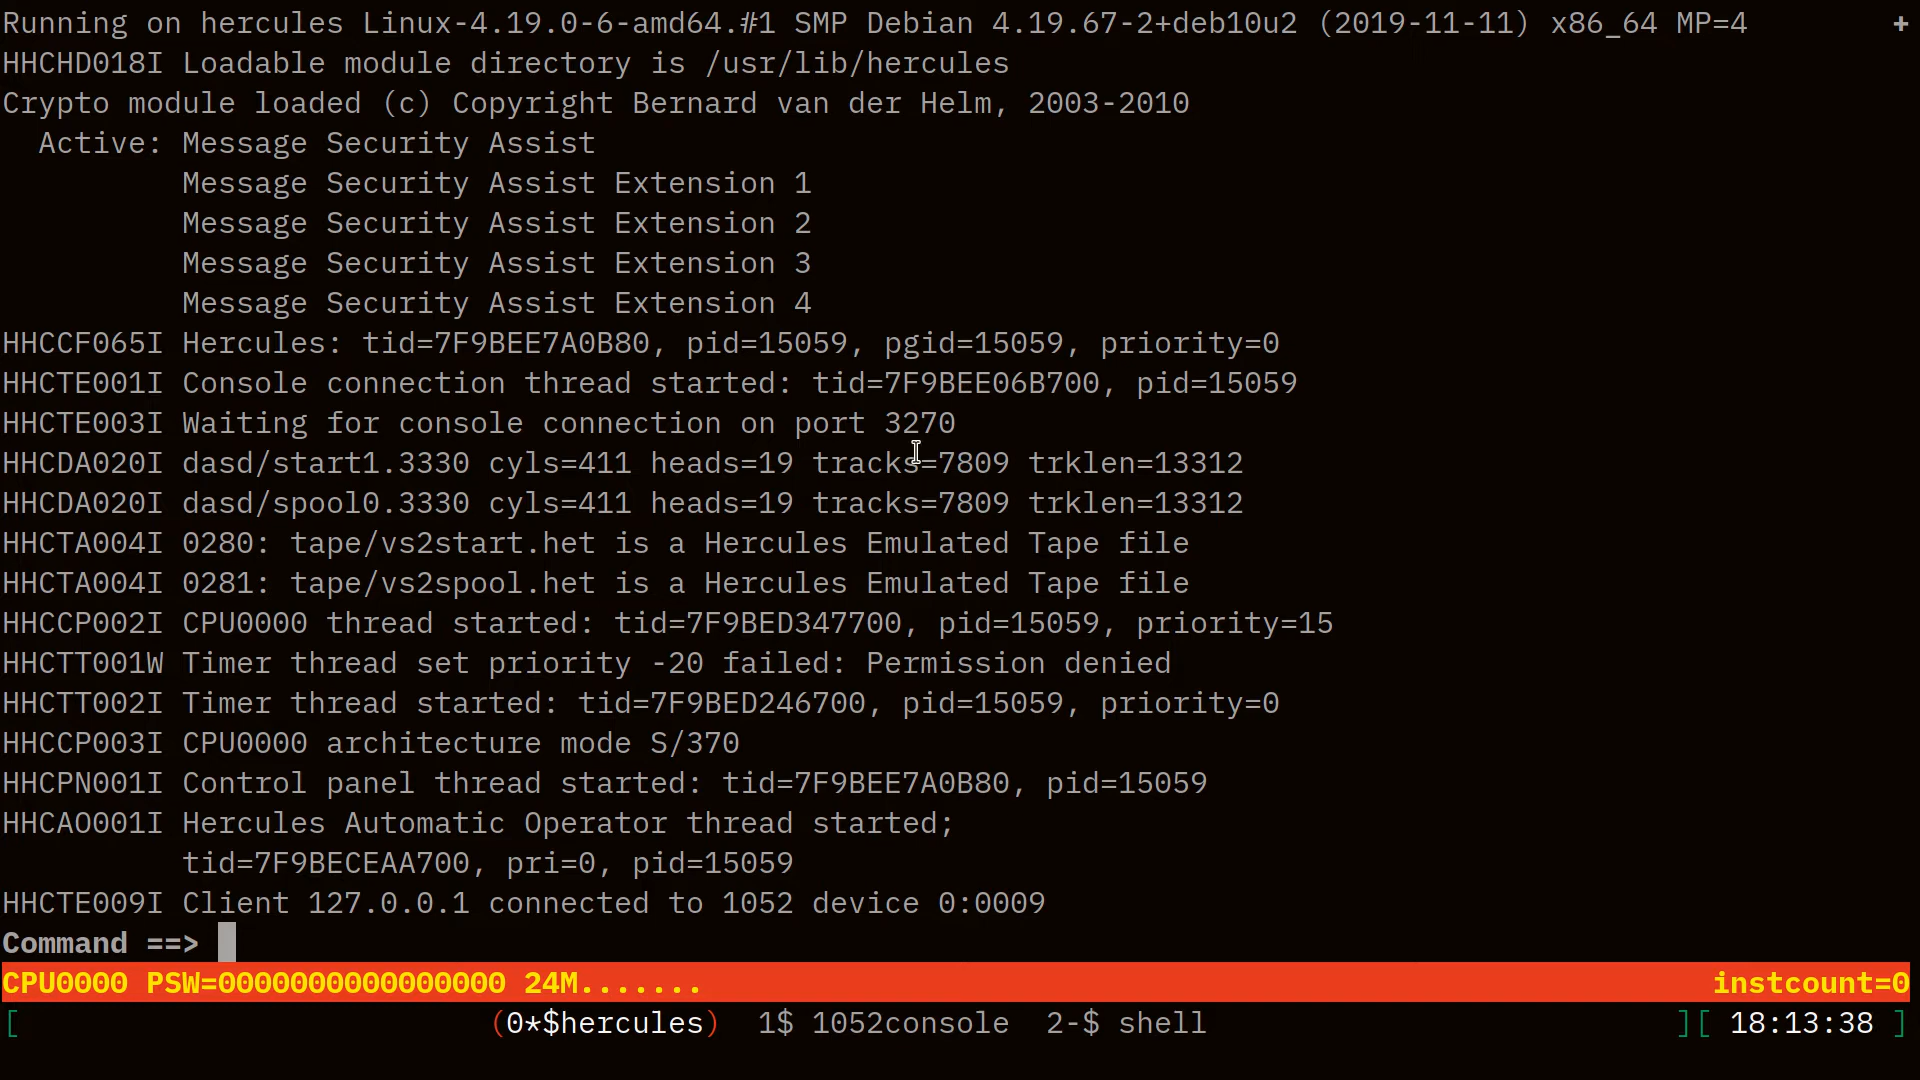 Running on hercules Linux-4.19.0-6-amd64.#1 SMP Debian 4.19.67-2+deb10u2 (2019-11-11) x86_64 MP=4 +
HHCHD018I Loadable module directory is /usr/lib/hercules
Crypto module loaded (c) Copyright Bernard van der Helm, 2003-2010
  Active: Message Security Assist
          Message Security Assist Extension 1
          Message Security Assist Extension 2
          Message Security Assist Extension 3
          Message Security Assist Extension 4
HHCCF065I Hercules: tid=7F9BEE7A0B80, pid=15059, pgid=15059, priority=0
HHCTE001I Console connection thread started: tid=7F9BEE06B700, pid=15059
HHCTE003I Waiting for console connection on port 3270
HHCDA020I dasd/start1.3330 cyls=411 heads=19 tracks=7809 trklen=13312
HHCDA020I dasd/spool0.3330 cyls=411 heads=19 tracks=7809 trklen=13312
HHCTA004I 0280: tape/vs2start.het is a Hercules Emulated Tape file
HHCTA004I 0281: tape/vs2spool.het is a Hercules Emulated Tape file
HHCCP002I CPU0000 thread started: tid=7F9BED347700, pid=15059, priority=15
HHCTT001W Timer thread set priority -20 failed: Permission denied
HHCTT002I Timer thread started: tid=7F9BED246700, pid=15059, priority=0
HHCCP003I CPU0000 architecture mode S/370
HHCPN001I Control panel thread started: tid=7F9BEE7A0B80, pid=15059
HHCAO001I Hercules Automatic Operator thread started;
          tid=7F9BECEAA700, pri=0, pid=15059
HHCTE009I Client 127.0.0.1 connected to 1052 device 0:0009
Command ==>
CPU0000 PSW=0000000000000000 24M....... instcount=0
[ (0*$hercules) 1$ 1052console 2-$ shell ][ 18:13:38 ]